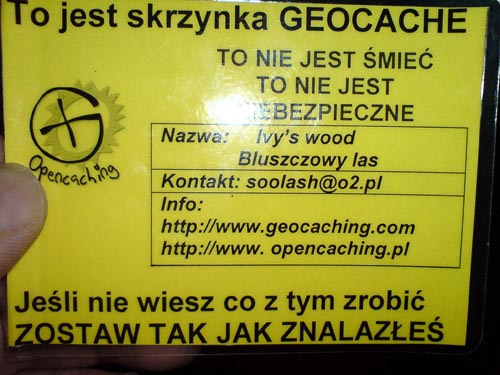 To jest skrzynka GEOCACHE
TO NIE JEST ŚMIEĆ
TO NIE JEST
NIEBEZPIECZNE
Opencaching
Nazwa: Ivy's wood
Bluszczowy las
Kontakt: soolash@o2.pl
Info:
http://www.geocaching.com
http://www. opencaching.pl
Jeśli nie wiesz co z tym zrobić
ZOSTAW TAK JAK ZNALAZŁEŚ